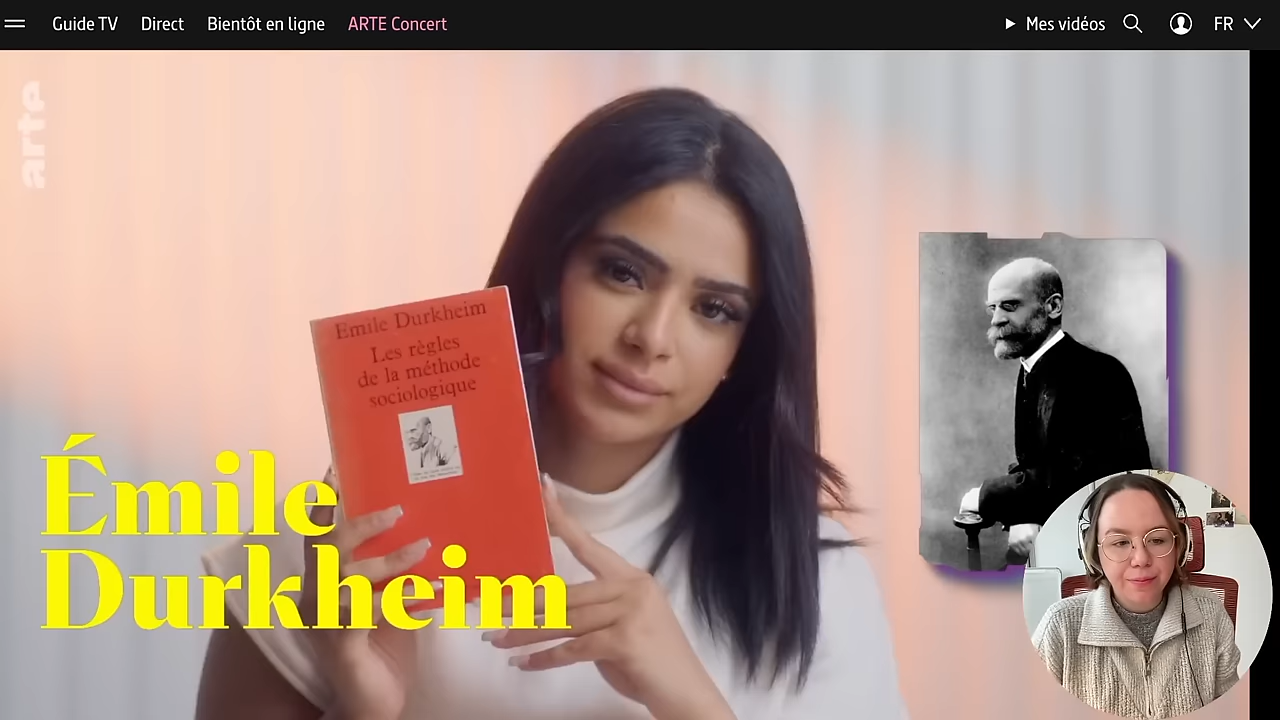 Guide TV
Direct
Bientôt en ligne
ARTE Concert
Mes vidéos
FR
arte
Emile Durkheim
Les règles
de la méthode
sociologique
Émile
Durkheim